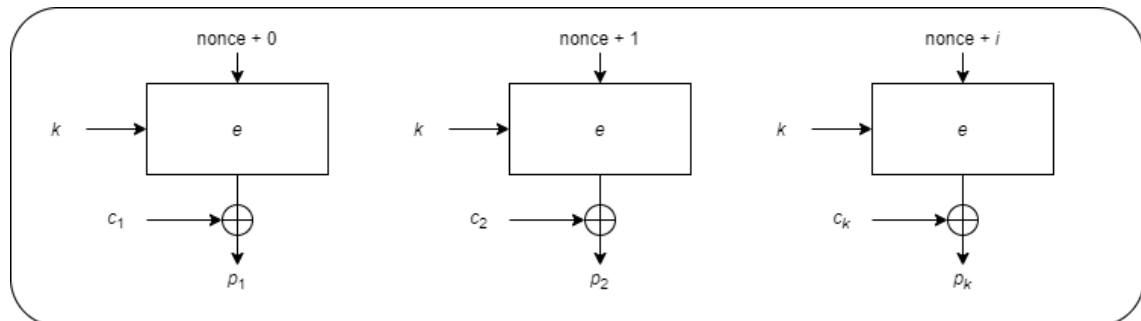 nonce + 0 nonce + 1 nonce + i
k e k e k e
c1 c2 ck
p1 p2 pk